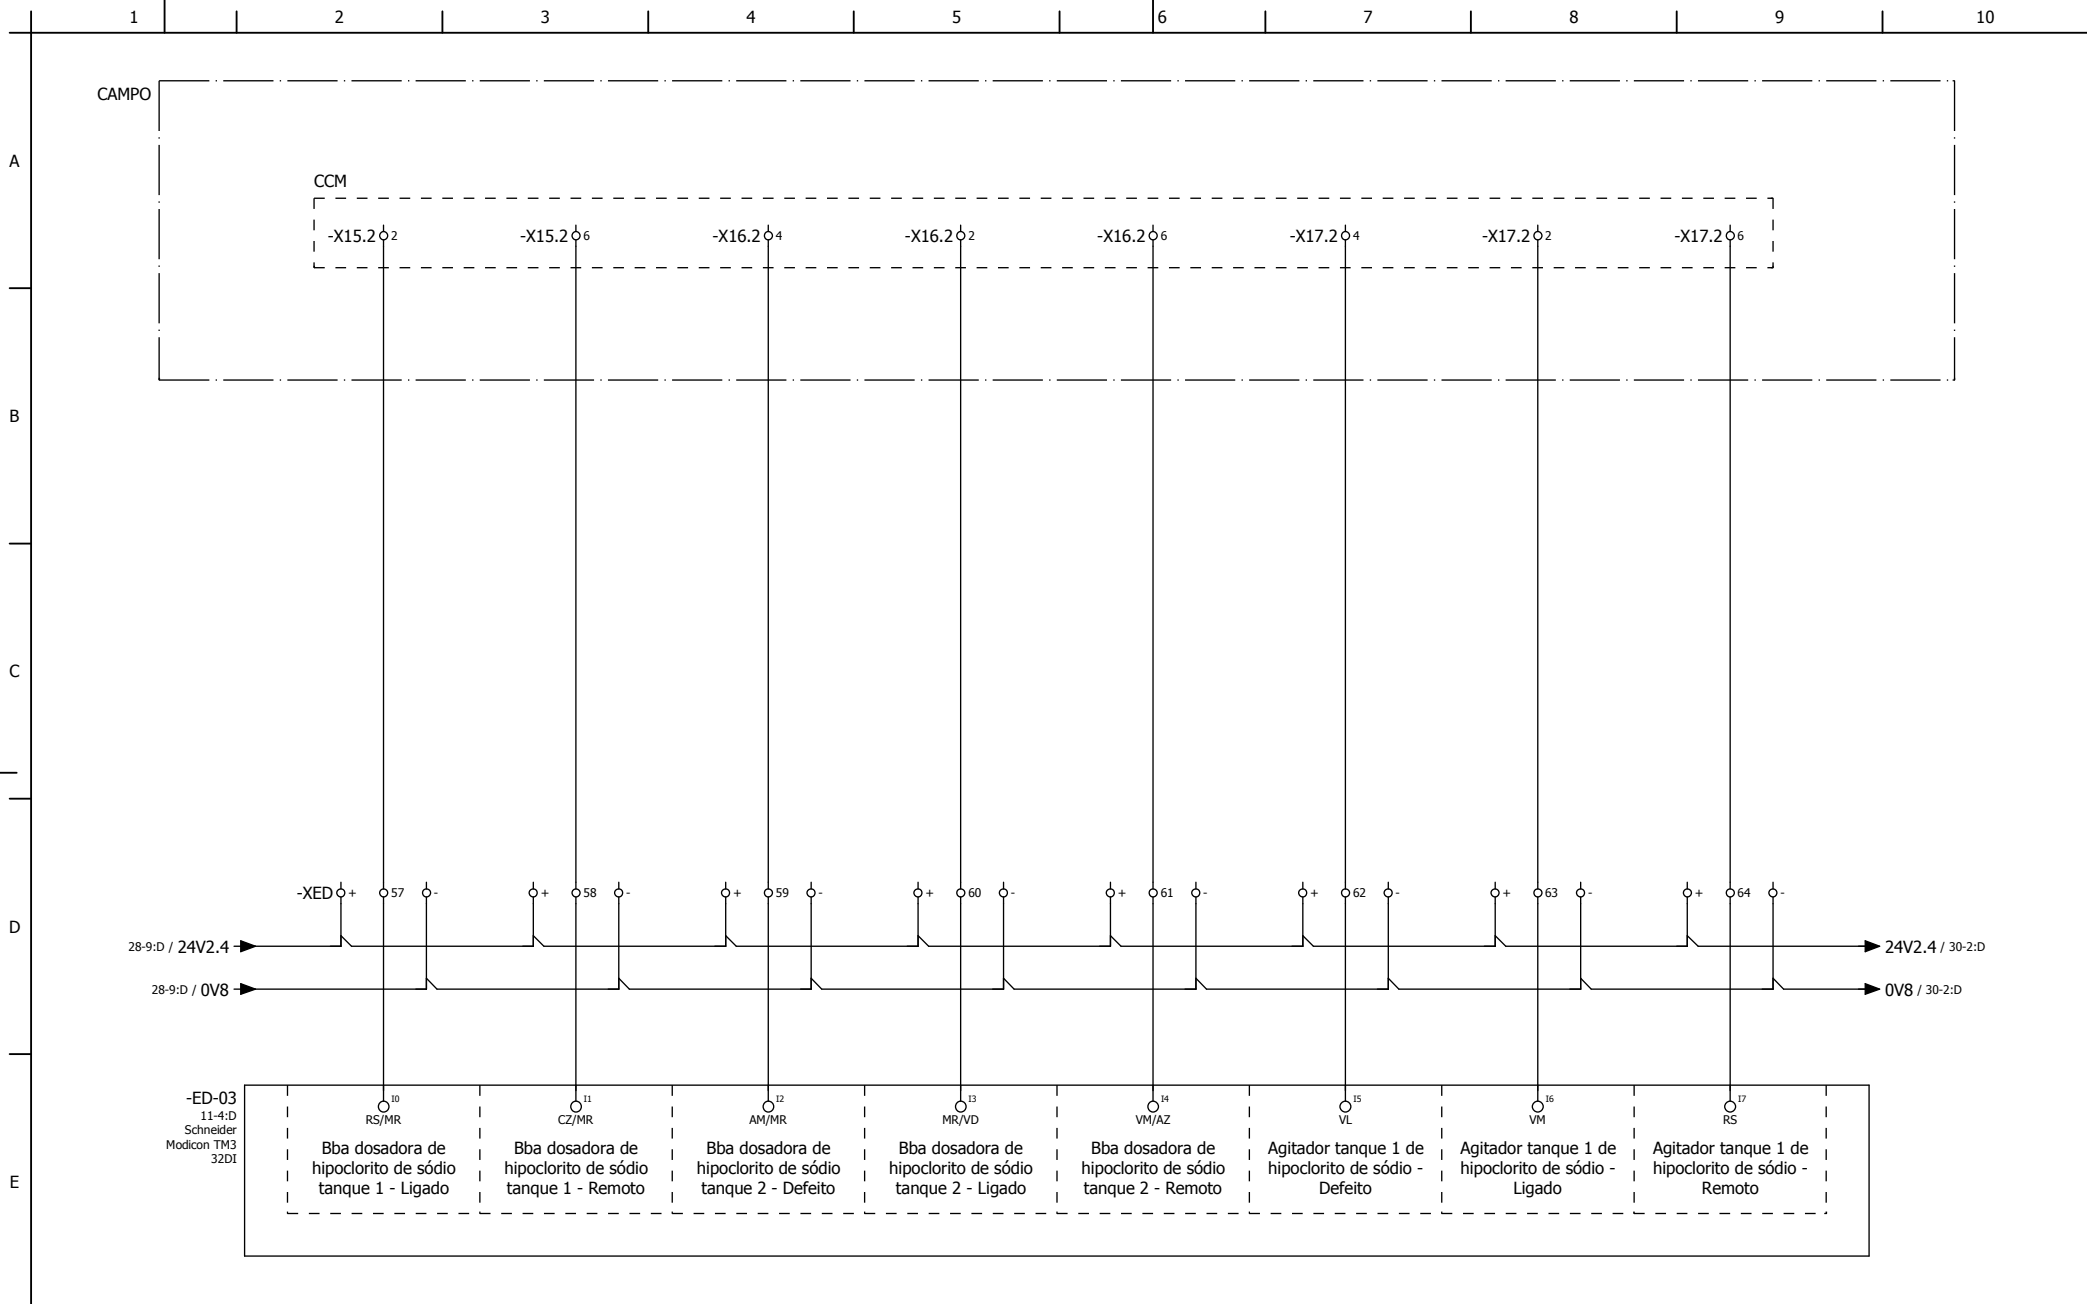 1 2 3 4 5 6 7 8 9 10
CAMPO
A
CCM
-X15.2 2 -X15.2 6 -X16.2 4 -X16.2 2 -X16.2 6 -X17.2 4 -X17.2 2 -X17.2 6
B
C
-XED + 57 - + 58 - + 59 - + 60 - + 61 - + 62 - + 63 - + 64 -
D
28-9:D / 24V2.4 24V2.4 / 30-2:D
28-9:D / 0V8 0V8 / 30-2:D
E
-ED-03
11-4:D
Schneider
Modicon TM3
32DI
I0
RS/MR
Bba dosadora de
hipoclorito de sódio
tanque 1 - Ligado
I1
CZ/MR
Bba dosadora de
hipoclorito de sódio
tanque 1 - Remoto
I2
AM/MR
Bba dosadora de
hipoclorito de sódio
tanque 2 - Defeito
I3
MR/VD
Bba dosadora de
hipoclorito de sódio
tanque 2 - Ligado
I4
VM/AZ
Bba dosadora de
hipoclorito de sódio
tanque 2 - Remoto
I5
VL
Agitador tanque 1 de
hipoclorito de sódio -
Defeito
I6
VM
Agitador tanque 1 de
hipoclorito de sódio -
Ligado
I7
RS
Agitador tanque 1 de
hipoclorito de sódio -
Remoto